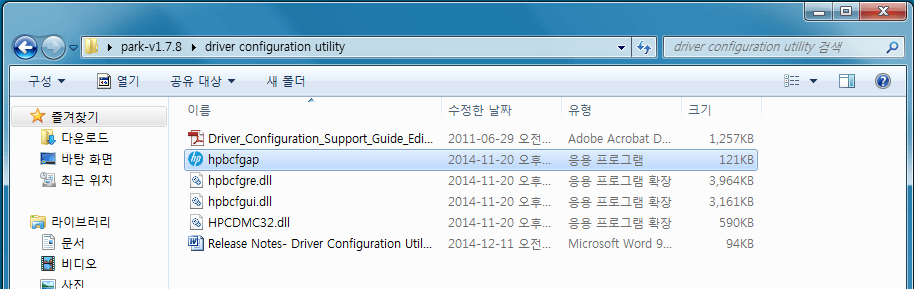 park-v1.7.8 driver configuration utility driver configuration utility 검색
구성 열기 공유 대상 새 폴더
즐겨찾기
다운로드
바탕 화면
최근 위치
라이브러리
문서
비디오
사진
이름 수정한 날짜 유형 크기
Driver_Configuration_Support_Guide_Edi... 2011-06-29 오전... Adobe Acrobat D... 1,257KB
hpbcfgap 2014-11-20 오후... 응용 프로그램 121KB
hpbcfgre.dll 2014-11-20 오후... 응용 프로그램 확장 3,964KB
hpbcfgui.dll 2014-11-20 오후... 응용 프로그램 확장 3,161KB
HPCDMC32.dll 2014-11-20 오후... 응용 프로그램 확장 590KB
Release Notes- Driver Configuration Util... 2014-12-11 오전... Microsoft Word 9... 94KB